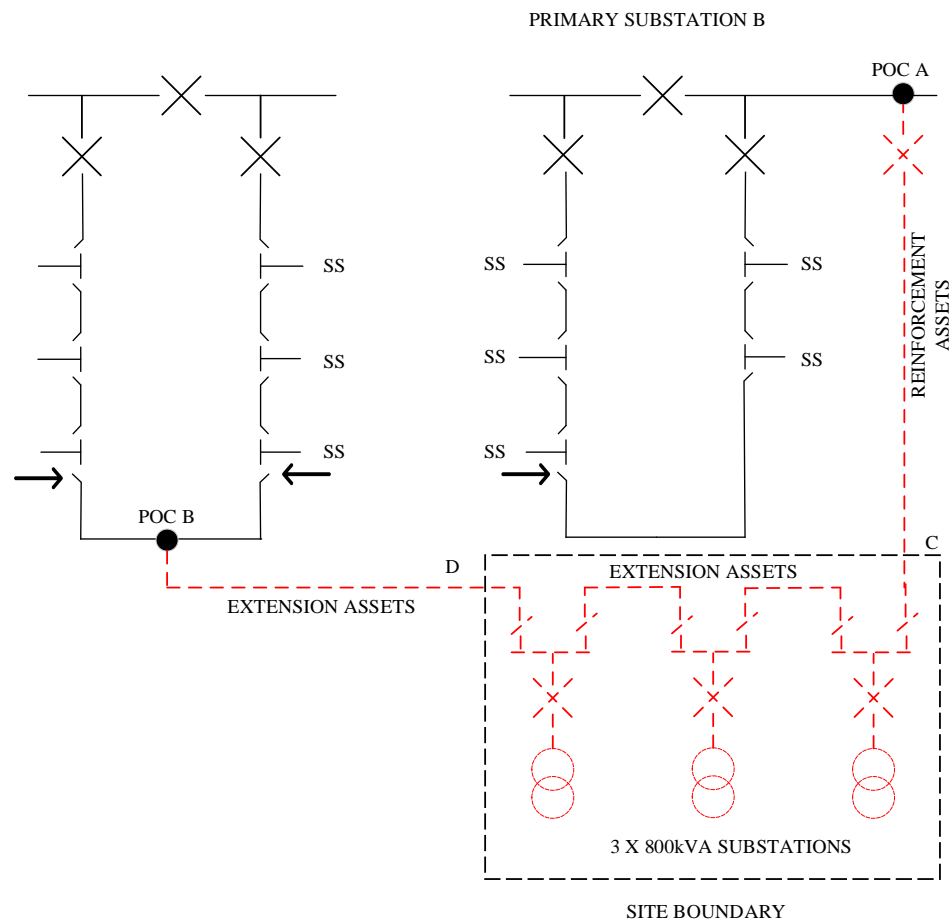 PRIMARY SUBSTATION B
POC A
SS
SS
SS
SS
SS
SS
REINFORCEMENT
ASSETS
SS
SS
POC B
C
D
EXTENSION ASSETS
EXTENSION ASSETS
3 X 800kVA SUBSTATIONS
SITE BOUNDARY